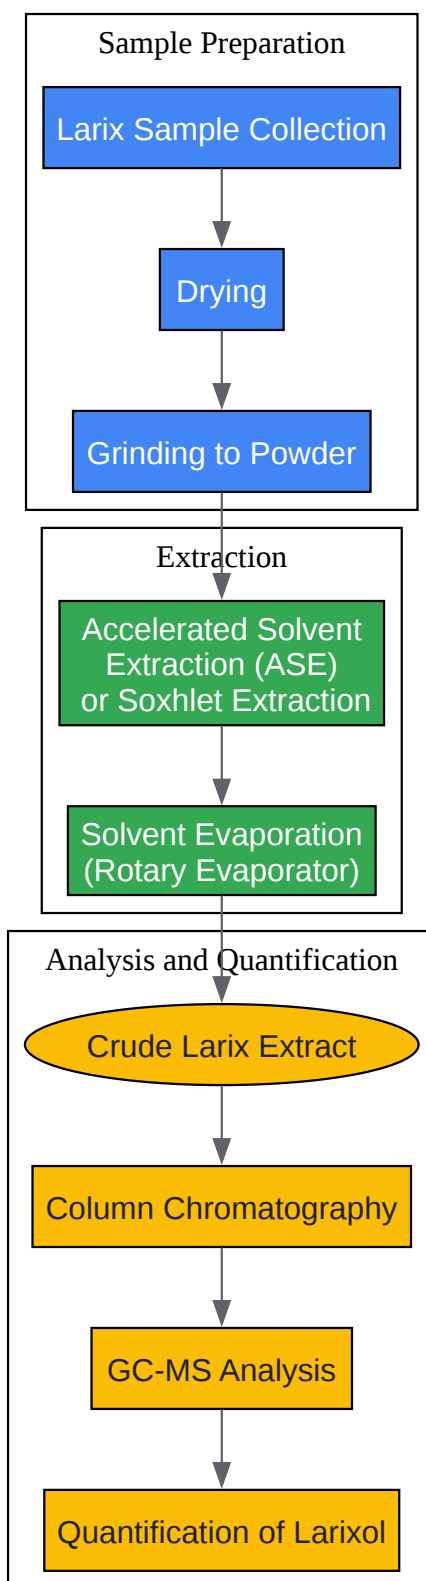 Sample Preparation
Larix Sample Collection
Drying
Grinding to Powder
Extraction
Accelerated Solvent
Extraction (ASE)
or Soxhlet Extraction
Solvent Evaporation
(Rotary Evaporator)
Analysis and Quantification
Crude Larix Extract
Column Chromatography
GC-MS Analysis
Quantification of Larixol